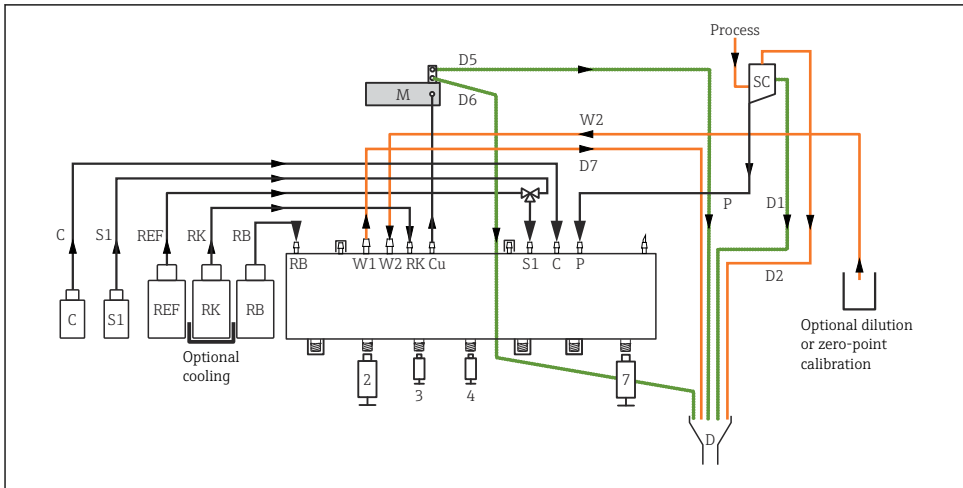 Process
D5
M
D6
SC
W2
D7
P
D1
C
S1
REF
RK
RB
RB
W1
W2
RK
Cu
S1
C
P
D2
C
S1
REF
RK
RB
Optional
cooling
Optional dilution
or zero-point
calibration
2
3
4
7
D